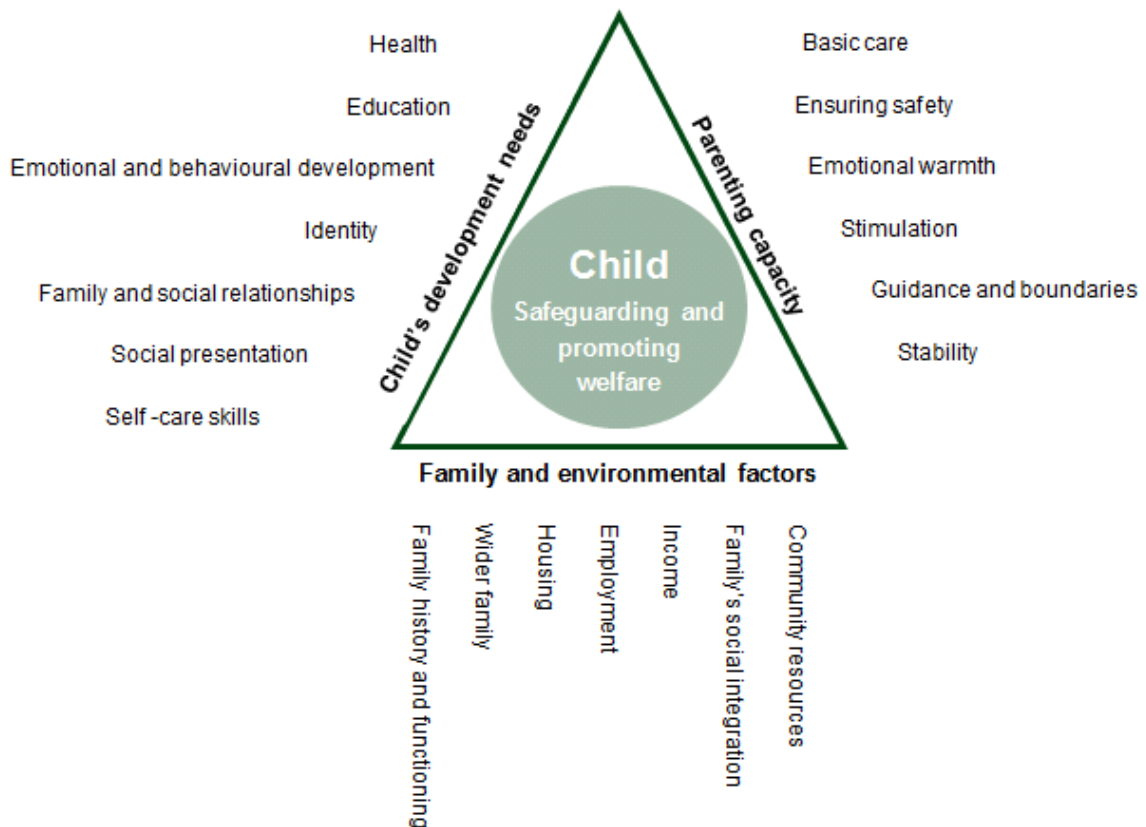 Health
Education
Emotional and behavioural development
Identity
Family and social relationships
Social presentation
Self -care skills
Child's development needs
Child
Safeguarding and
promoting
welfare
Parenting capacity
Basic care
Ensuring safety
Emotional warmth
Stimulation
Guidance and boundaries
Stability
Family and environmental factors
Family history and functioning
Wider family
Housing
Employment
Income
Family's social integration
Community resources